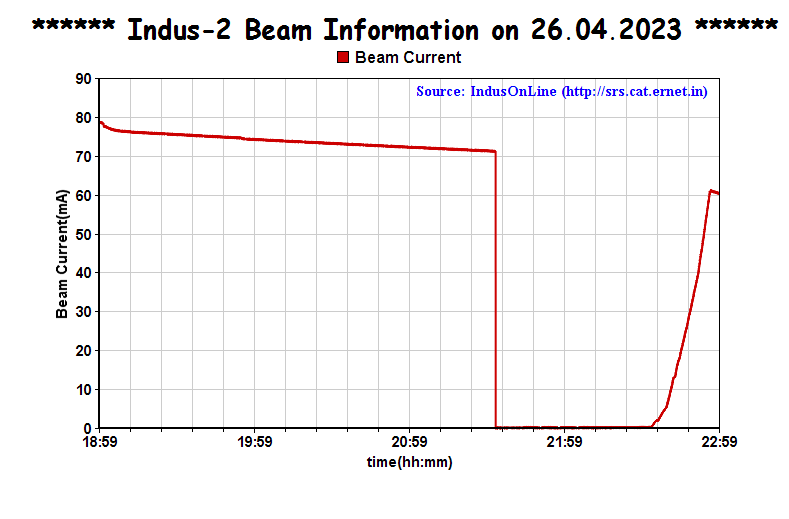 ****** Indus-2 Beam Information on 26.04.2023 ******
Beam Current
Source: IndusOnLine (http://srs.cat.ernet.in)
90
80
70
60
50
40
30
20
10
0
Beam Current(mA)
18:59 19:59 20:59 21:59 22:59
time(hh:mm)